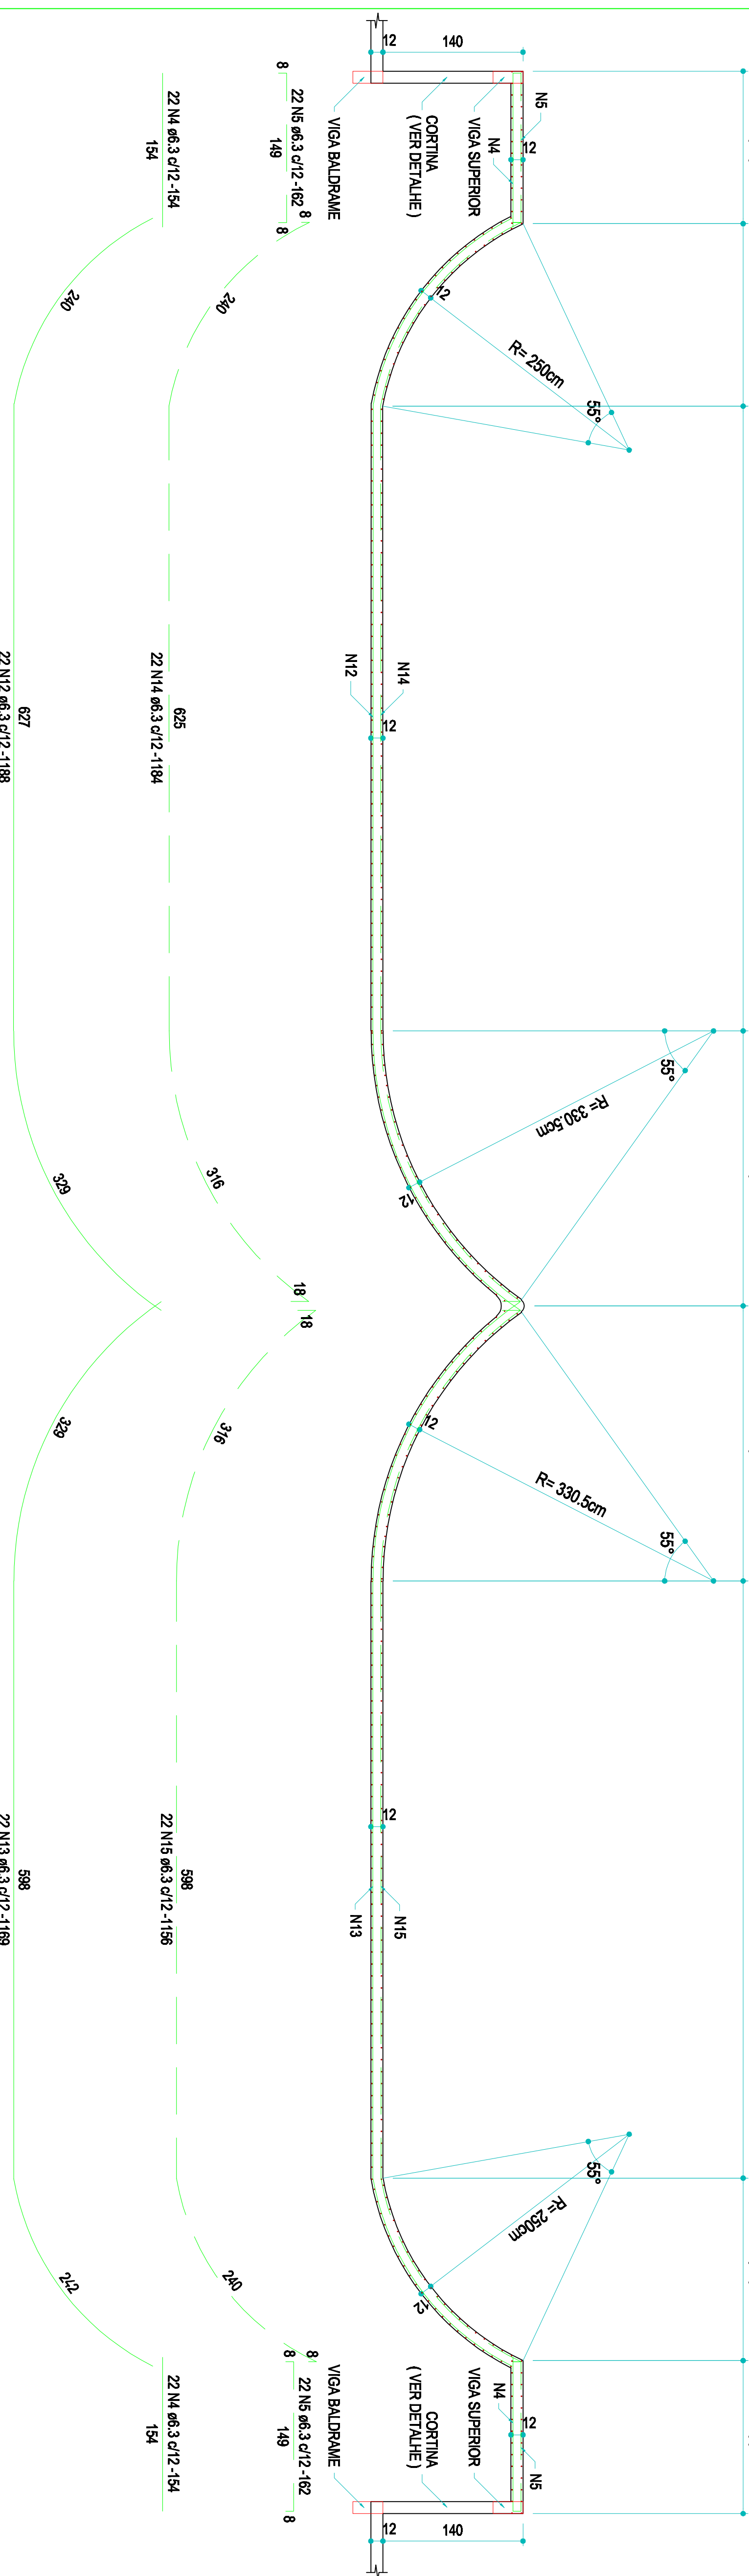 140
12
N5
12
N4
VIGA SUPERIOR
CORTINA
( VER DETALHE )
VIGA BALDRAME
8
22 N5 ø6.3 c/12 -162
149
8
8
22 N4 ø6.3 c/12 -154
154
240
240
12
R= 250cm
55°
N14
N12
12
625
22 N14 ø6.3 c/12 -1184
627
22 N12 ø6.3 c/12 -1188
55°
R= 330.5cm
12
316
329
18
18
316
329
12
R= 330.5cm
55°
12
N15
N13
598
22 N15 ø6.3 c/12 -1156
598
22 N13 ø6.3 c/12 -1169
55°
R= 250cm
12
240
242
8
8
22 N5 ø6.3 c/12 -162
149
8
22 N4 ø6.3 c/12 -154
154
N4
12
N5
VIGA SUPERIOR
CORTINA
( VER DETALHE )
VIGA BALDRAME
12
140